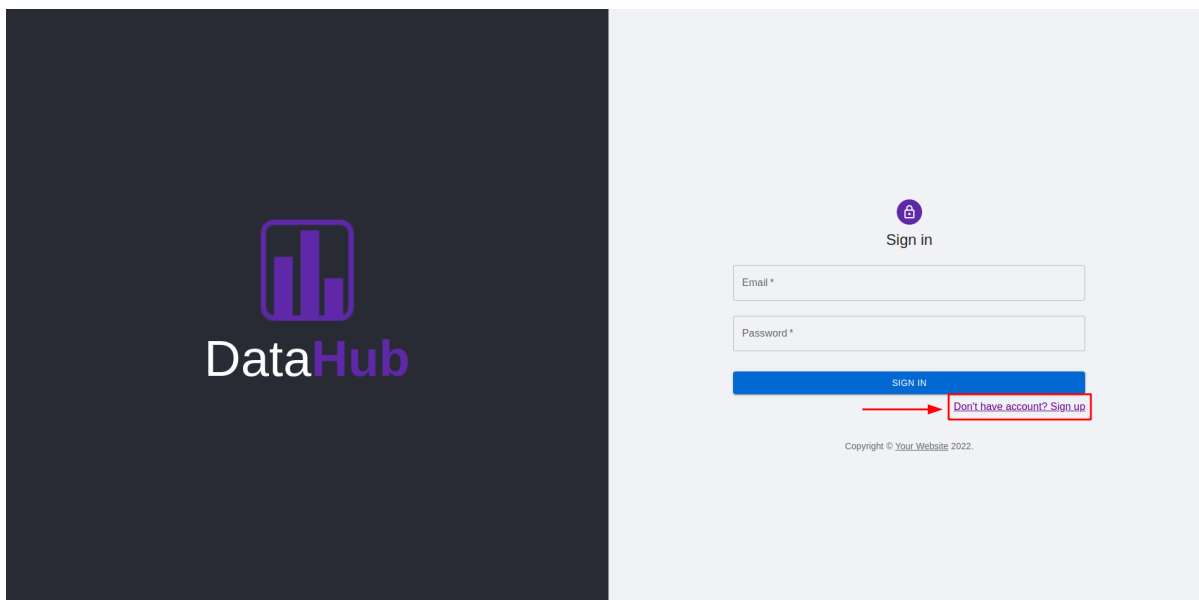 DataHub
Sign in
Email *
Password *
SIGN IN
Don't have account? Sign up
Copyright © Your Website 2022.